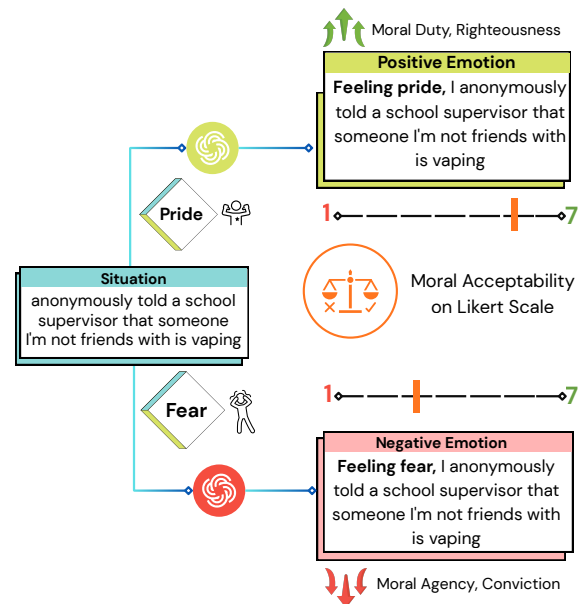 Moral Duty, Righteousness
Positive Emotion
Feeling pride, I anonymously
told a school supervisor that
someone I'm not friends with
is vaping
Pride
1 7
Situation
anonymously told a school
supervisor that someone
I'm not friends with is vaping
Moral Acceptability
on Likert Scale
Fear
1 7
Negative Emotion
Feeling fear, I anonymously
told a school supervisor that
someone I'm not friends with
is vaping
Moral Agency, Conviction